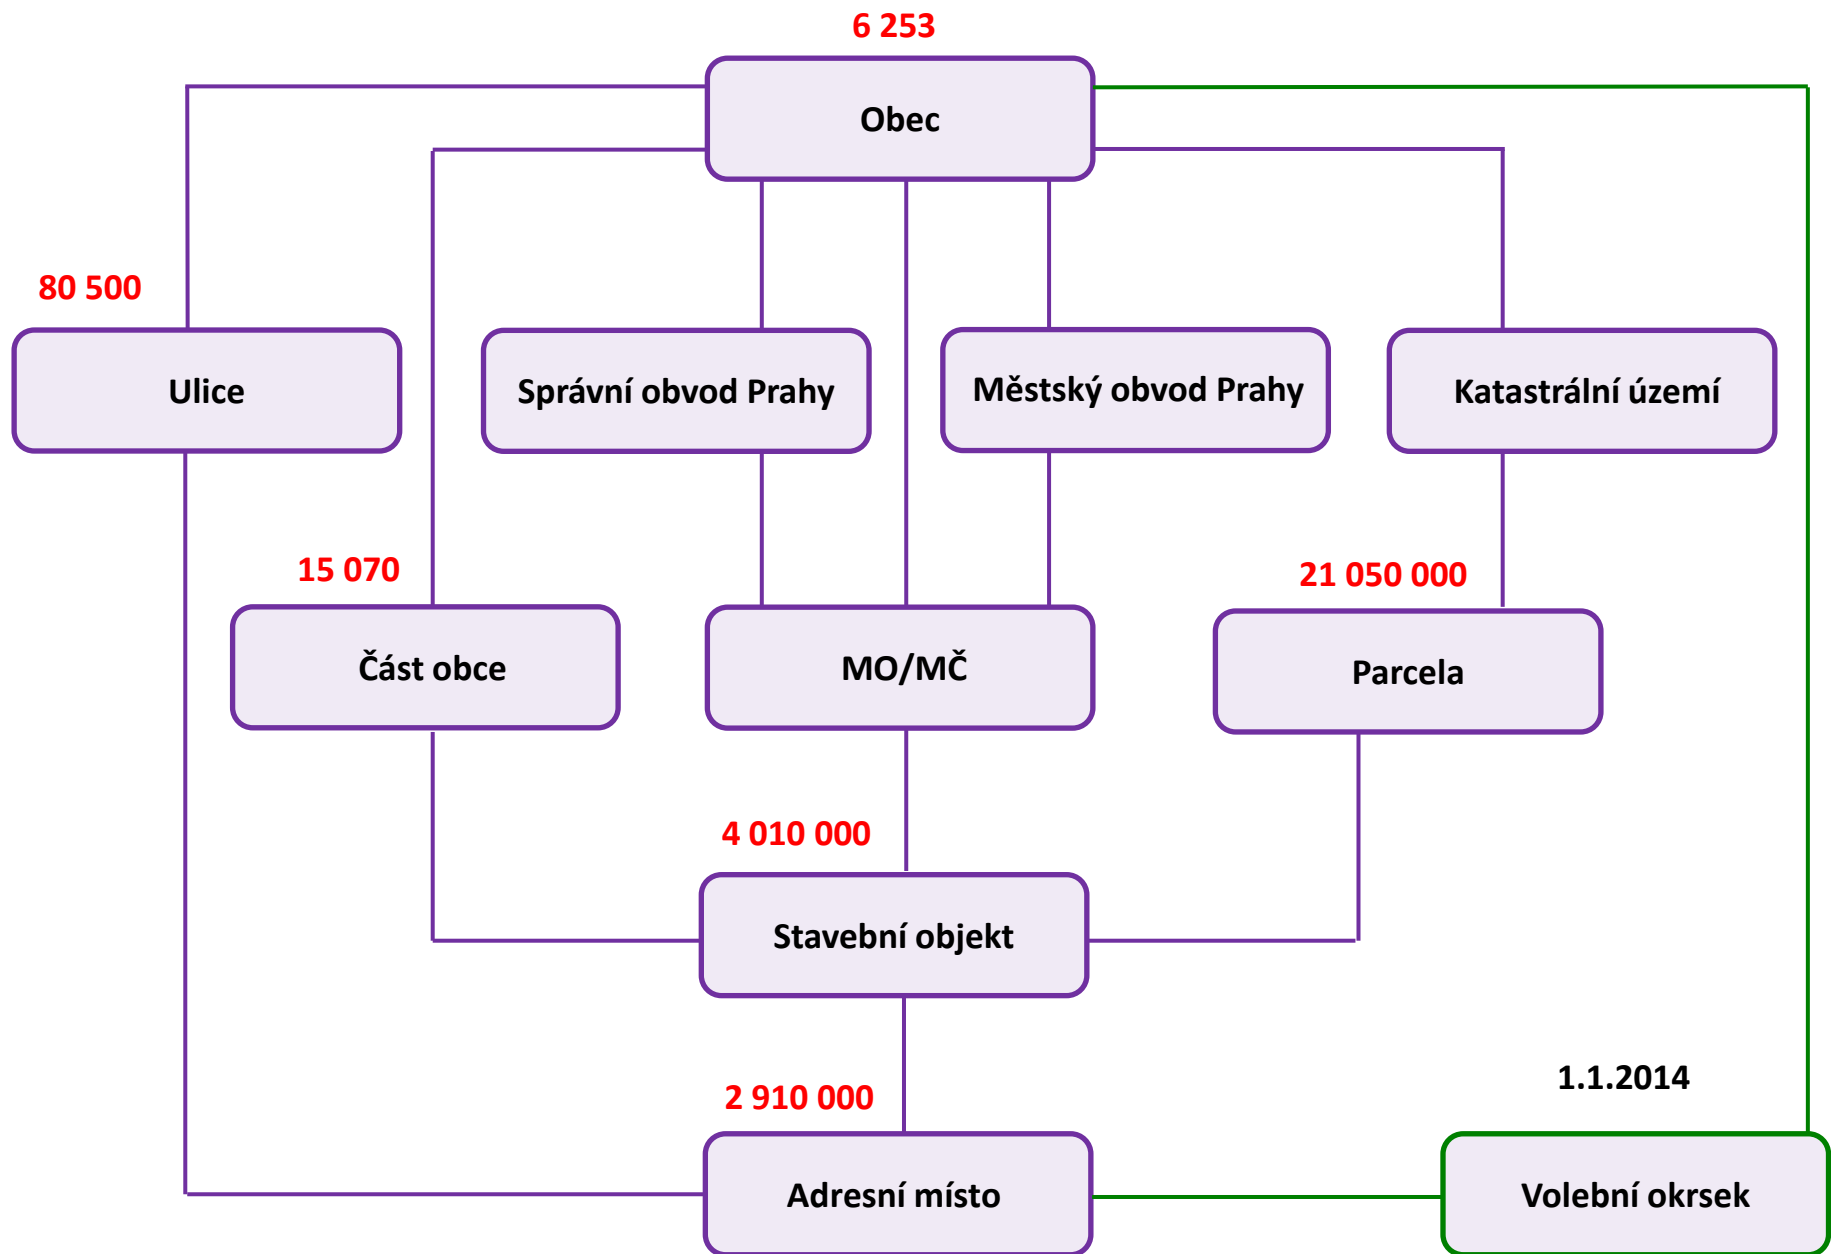 6 253
Obec
80 500
Ulice
Správní obvod Prahy
Městský obvod Prahy
Katastrální území
15 070
21 050 000
Část obce
MO/MČ
Parcela
4 010 000
Stavební objekt
1.1.2014
2 910 000
Adresní místo
Volební okrsek